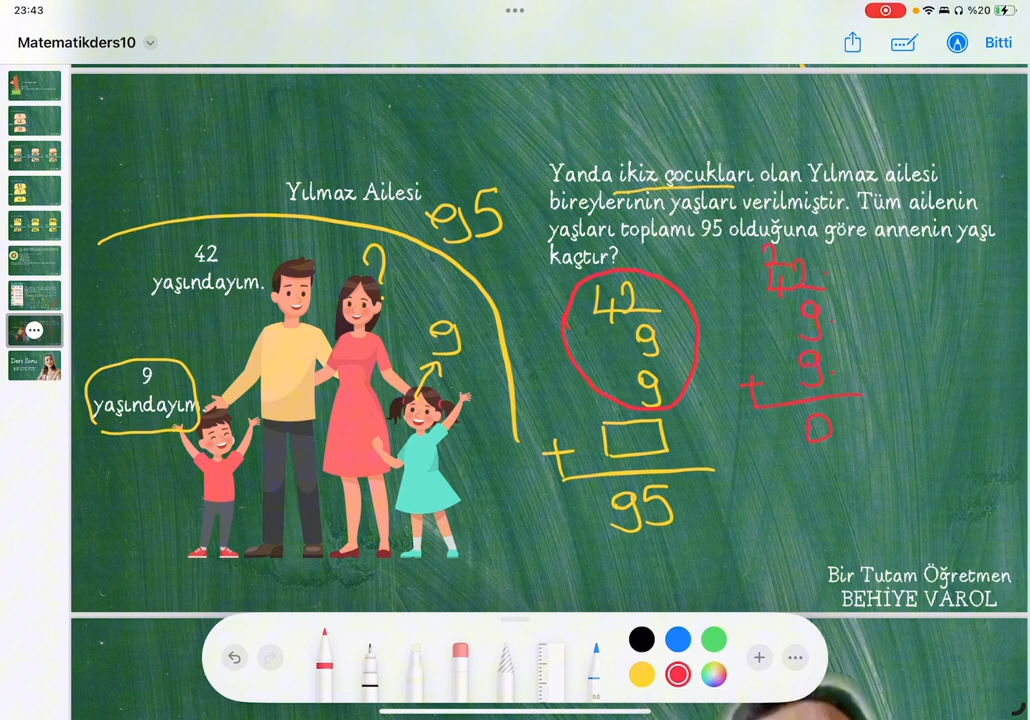 23:43
%20
Matematikders10
Bitti
Yılmaz Ailesi
95
42
yaşındayım.
?
9
9
yaşındayım.
Yanda ikiz çocukları olan Yılmaz ailesi
bireylerinin yaşları verilmiştir. Tüm ailenin
yaşları toplamı 95 olduğuna göre annenin yaşı
kaçtır?
42
9
9
+
95
2
42
9
9
+
0
Bir Tutam Öğretmen
BEHİYE VAROL
Ders Sonu
50